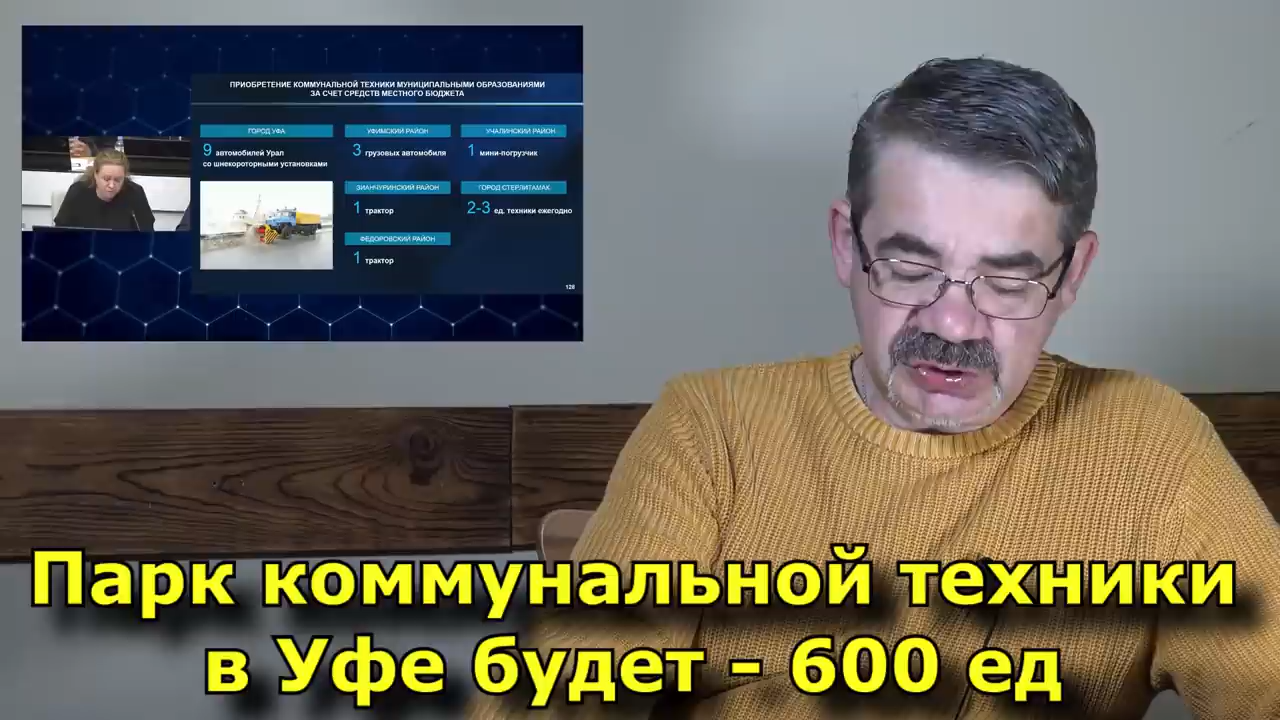 ПРИОБРЕТЕНИЕ КОММУНАЛЬНОЙ ТЕХНИКИ МУНИЦИПАЛЬНЫМИ ОБРАЗОВАНИЯМИ
ЗА СЧЕТ СРЕДСТВ МЕСТНОГО БЮДЖЕТА
ГОРОД УФА
9 автомобилей Урал
со шнекороторными установками
УФИМСКИЙ РАЙОН
3 грузовых автомобиля
УЧАЛИНСКИЙ РАЙОН
1 мини-погрузчик
ЗИАНЧУРИНСКИЙ РАЙОН
1 трактор
ГОРОД СТЕРЛИТАМАК
2-3 ед. техники ежегодно
ФЕДОРОВСКИЙ РАЙОН
1 трактор
128
Парк коммунальной техники
в Уфе будет - 600 ед